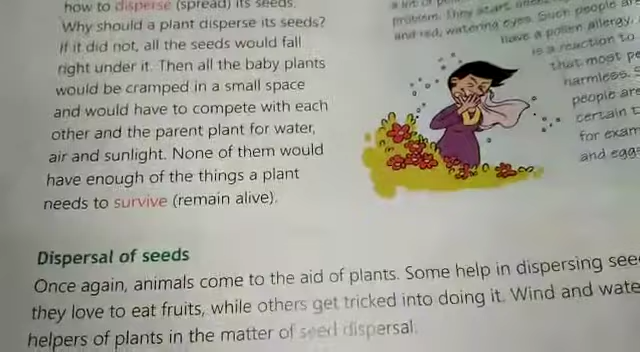 how to disperse (spread) its seeds.
Why should a plant disperse its seeds?
If it did not, all the seeds would fall
right under it. Then all the baby plants
would be cramped in a small space
and would have to compete with each
other and the parent plant for water,
air and sunlight. None of them would
have enough of the things a plant
needs to survive (remain alive).
problem. They start
and red, watering eyes. Such people are
have a pollen allergy.
is a reaction to
that most pe
harmless. S
people are
certain t
for exam
and eggs
Dispersal of seeds
Once again, animals come to the aid of plants. Some help in dispersing see
they love to eat fruits, while others get tricked into doing it. Wind and wate
helpers of plants in the matter of seed dispersal.